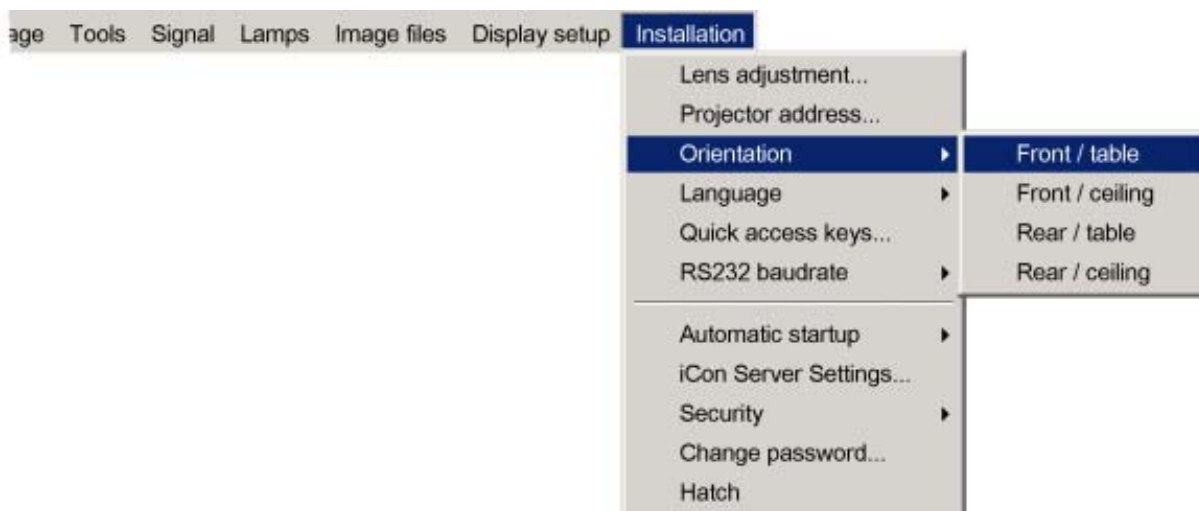 age Tools Signal Lamps Image files Display setup Installation
Lens adjustment...
Projector address...
Orientation
Front / table
Language
Front / ceiling
Quick access keys...
Rear / table
RS232 baudrate
Rear / ceiling
Automatic startup
iCon Server Settings...
Security
Change password...
Hatch